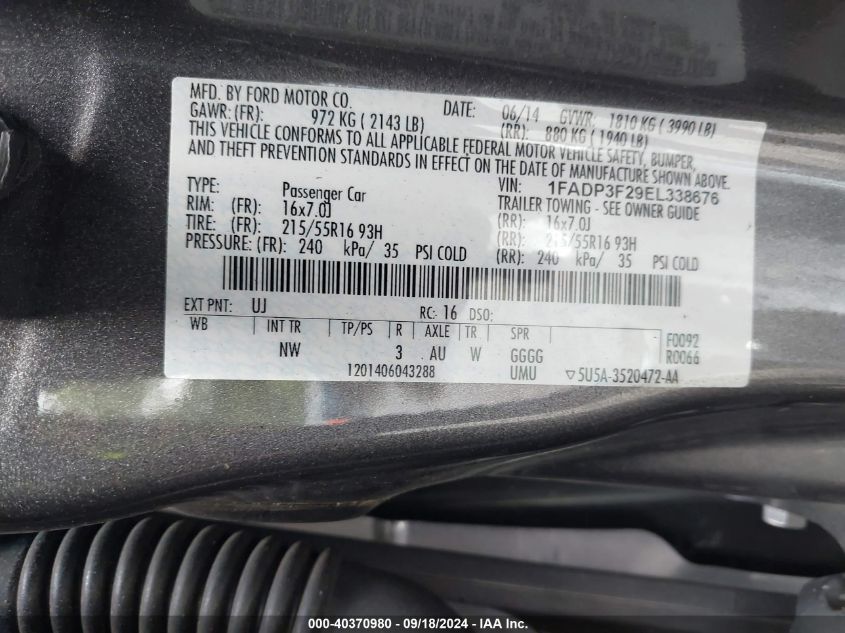 MFD. BY FORD MOTOR CO.
DATE: 06/14 GVWR: 1810 KG ( 3990 LB)
GAWR: (FR): 972 KG ( 2143 LB) (RR): 880 KG ( 1940 LB)
THIS VEHICLE CONFORMS TO ALL APPLICABLE FEDERAL MOTOR VEHICLE SAFETY, BUMPER,
AND THEFT PREVENTION STANDARDS IN EFFECT ON THE DATE OF MANUFACTURE SHOWN ABOVE.
TYPE: Passenger Car VIN: 1FADP3F29EL338676
TRAILER TOWING - SEE OWNER GUIDE
RIM: (FR): 16x7.0J (RR): 16x7.0J
TIRE: (FR): 215/55R16 93H (RR): 215/55R16 93H
PRESSURE: (FR): 240 kPa/ 35 PSI COLD (RR): 240 kPa/ 35 PSI COLD
EXT PNT: UJ RC: 16 DSO:
WB INT TR TP/PS R AXLE TR SPR F0092
NW 3 AU W GGGG R0066
1201406043288 UMU ▽5U5A-3520472-AA
000-40370980 - 09/18/2024 - IAA Inc.